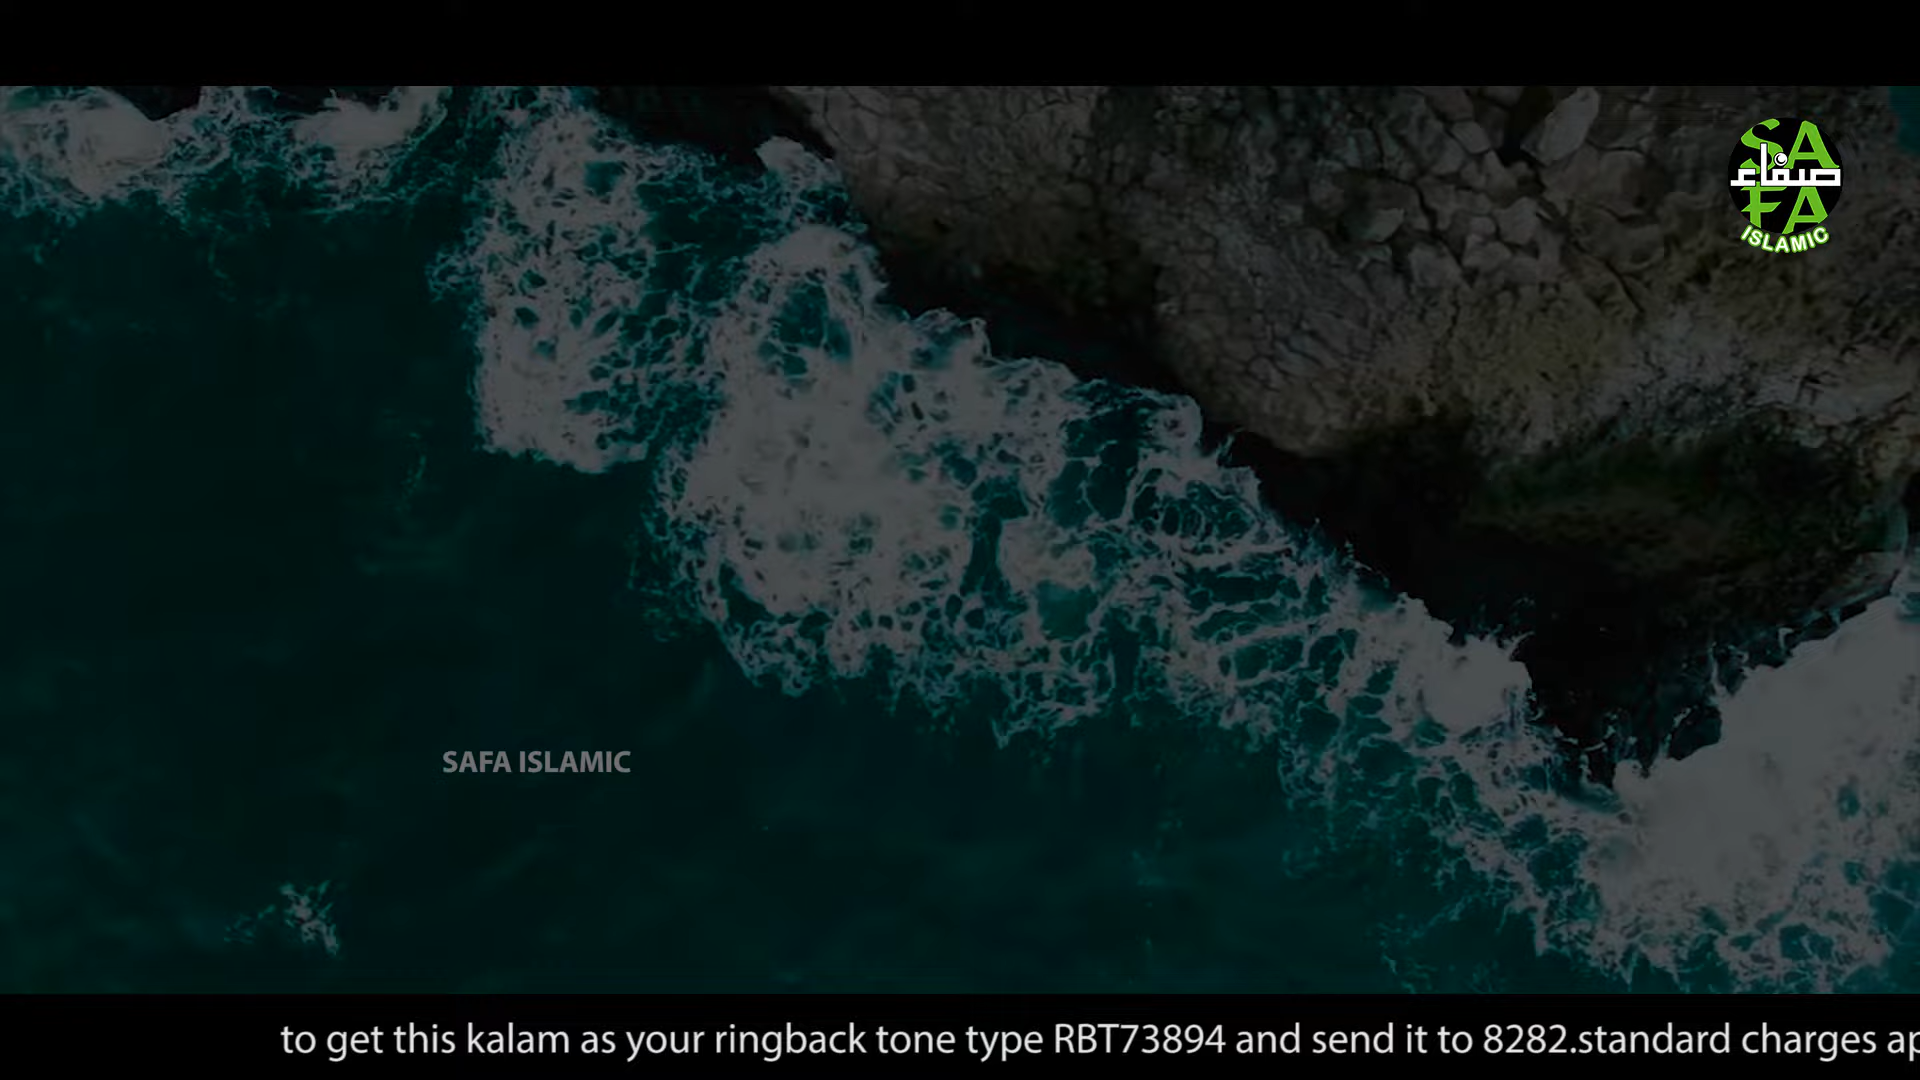 SAFA
صفاء
ISLAMIC
SAFA ISLAMIC
to get this kalam as your ringback tone type RBT73894 and send it to 8282.standard charges ap